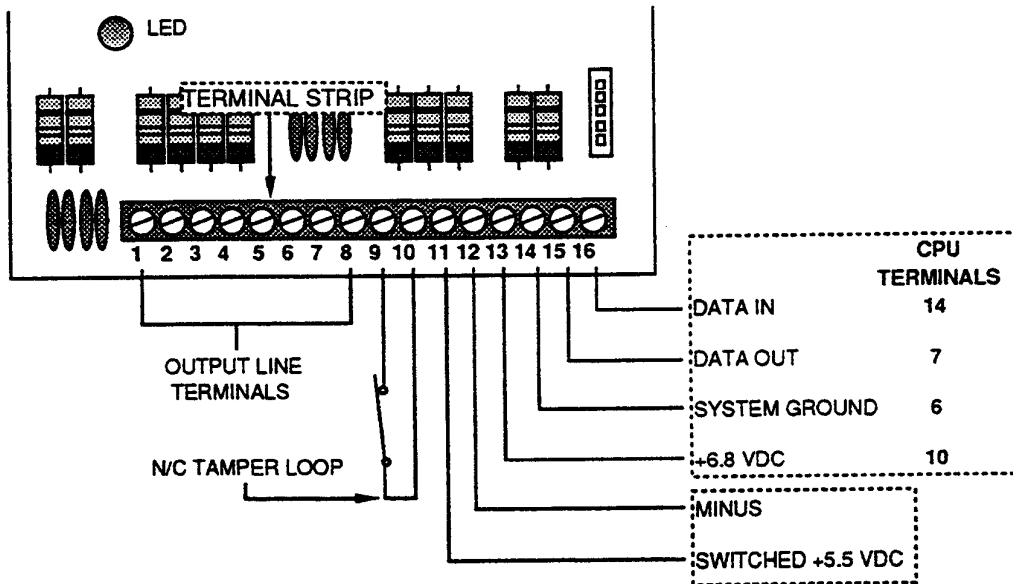 LED
TERMINAL STRIP
1 2 3 4 5 6 7 8 9 10 11 12 13 14 15 16
CPU
TERMINALS
DATA IN 14
DATA OUT 7
OUTPUT LINE
TERMINALS
SYSTEM GROUND 6
N/C TAMPER LOOP
+6.8 VDC 10
MINUS
SWITCHED +5.5 VDC